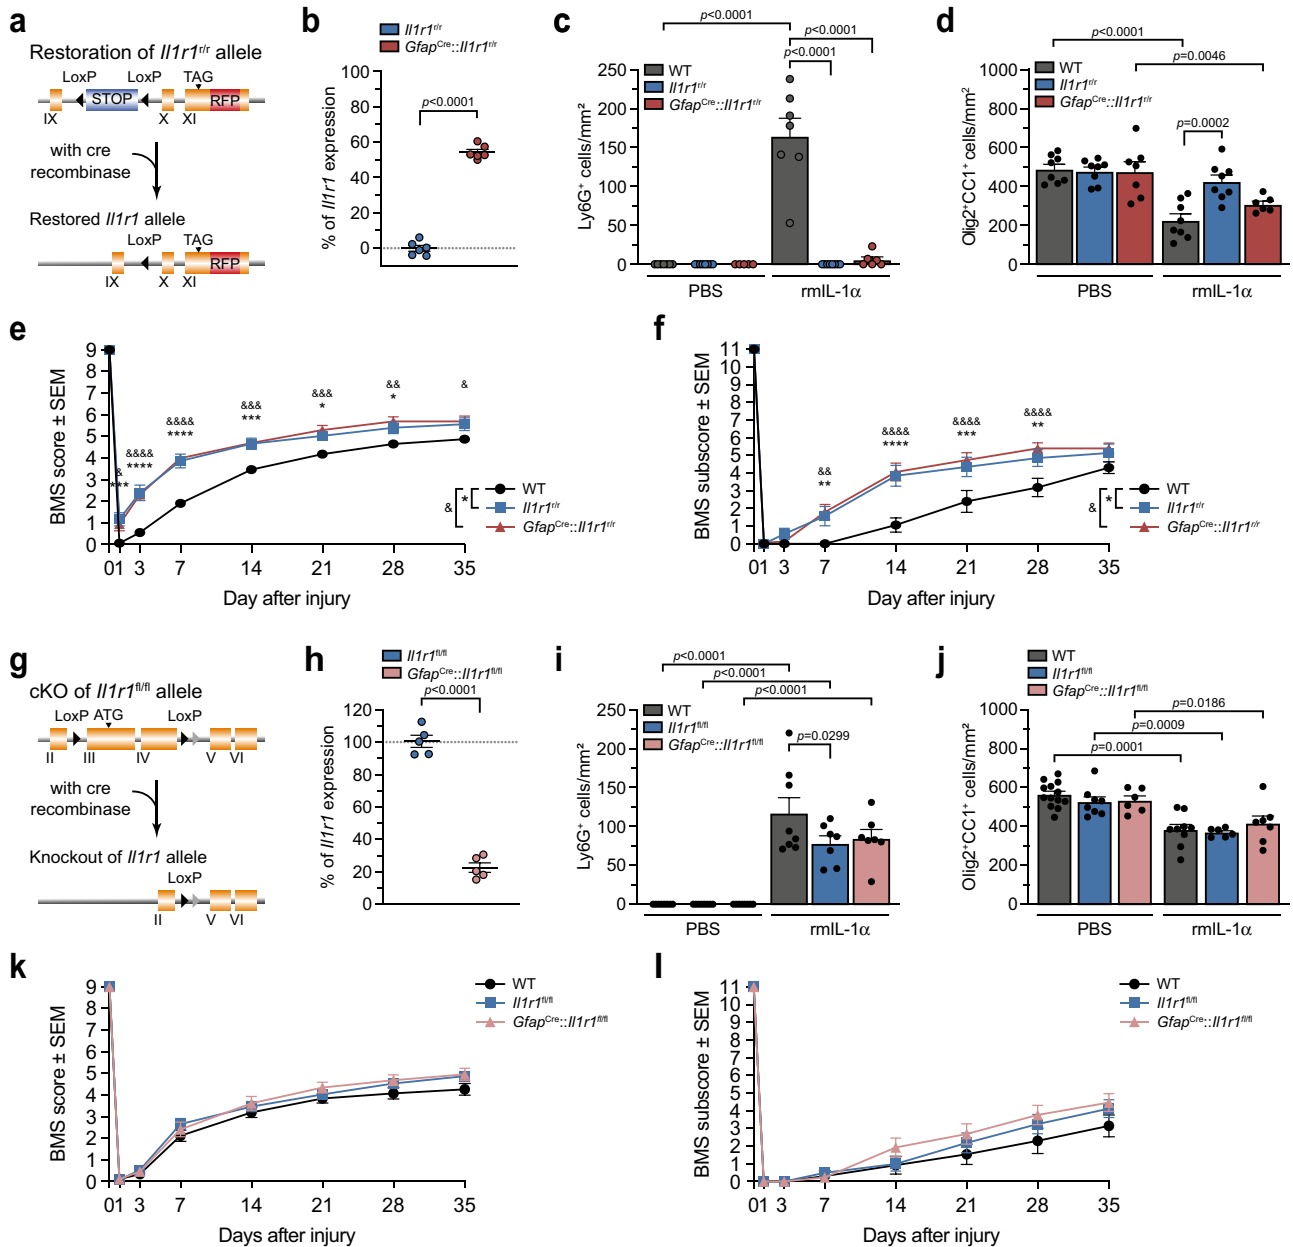 a
Restoration of Il1r1r/r allele
LoxP LoxP TAG
STOP RFP
IX X XI
with cre
recombinase
Restored Il1r1 allele
LoxP TAG
RFP
IX X XI
b
Il1r1r/r
GfapCre::Il1r1r/r
% of Il1r1 expression
100
80
60
40
20
0
p<0.0001
c
p<0.0001
p<0.0001
p<0.0001
WT
Il1r1r/r
GfapCre::Il1r1r/r
Ly6G+ cells/mm²
250
200
150
100
50
0
PBS rmIL-1α
d
p<0.0001
p=0.0046
p=0.0002
WT
Il1r1r/r
GfapCre::Il1r1r/r
Olig2+CC1+ cells/mm²
1000
800
600
400
200
0
PBS rmIL-1α
e
BMS score ± SEM
9
8
7
6
5
4
3
2
1
0
& &&&& &&&& &&& &&& && &
*** **** **** *** * *
& *
WT
Il1r1r/r
GfapCre::Il1r1r/r
0 1 3 7 14 21 28 35
Day after injury
f
BMS subscore ± SEM
11
10
9
8
7
6
5
4
3
2
1
0
&& &&&& &&&& &&&&
** **** *** **
& *
WT
Il1r1r/r
GfapCre::Il1r1r/r
0 1 3 7 14 21 28 35
Day after injury
g
cKO of Il1r1fl/fl allele
LoxP ATG LoxP
II III IV V VI
with cre
recombinase
Knockout of Il1r1 allele
LoxP
II V VI
h
Il1r1fl/fl
GfapCre::Il1r1fl/fl
p<0.0001
% of Il1r1 expression
120
100
80
60
40
20
0
i
p<0.0001
p<0.0001
p<0.0001
WT
Il1r1fl/fl
GfapCre::Il1r1fl/fl
p=0.0299
Ly6G+ cells/mm²
250
200
150
100
50
0
PBS rmIL-1α
j
WT
Il1r1fl/fl
GfapCre::Il1r1fl/fl
p=0.0186
p=0.0009
p=0.0001
Olig2+CC1+ cells/mm²
1000
800
600
400
200
0
PBS rmIL-1α
k
BMS score ± SEM
9
8
7
6
5
4
3
2
1
0
WT
Il1r1fl/fl
GfapCre::Il1r1fl/fl
0 1 3 7 14 21 28 35
Days after injury
l
BMS subscore ± SEM
11
10
9
8
7
6
5
4
3
2
1
0
WT
Il1r1fl/fl
GfapCre::Il1r1fl/fl
0 1 3 7 14 21 28 35
Days after injury